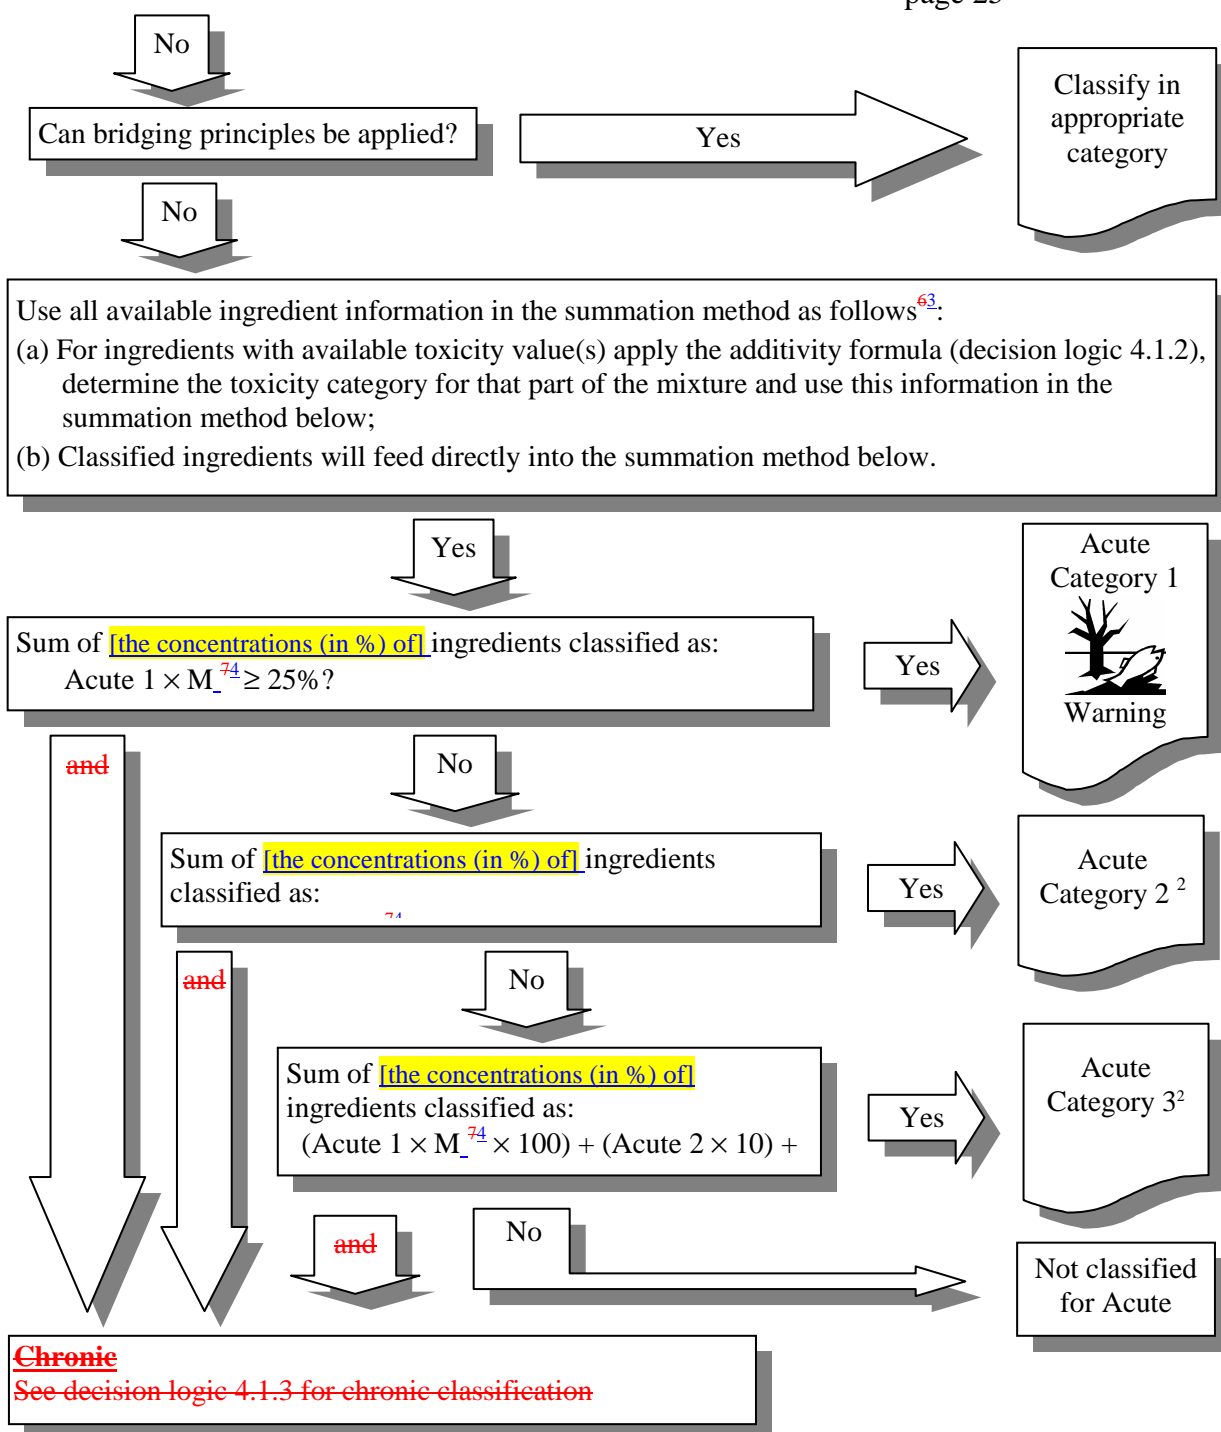 page 23
No
Can bridging principles be applied?
Yes
Classify in
appropriate
category
No
Use all available ingredient information in the summation method as follows63:
(a) For ingredients with available toxicity value(s) apply the additivity formula (decision logic 4.1.2),
determine the toxicity category for that part of the mixture and use this information in the
summation method below;
(b) Classified ingredients will feed directly into the summation method below.
Yes
Acute
Category 1
Warning
Sum of [the concentrations (in %) of] ingredients classified as:
Acute 1 × M 74 ≥ 25%?
Yes
and
No
Sum of [the concentrations (in %) of] ingredients
classified as:
74
Yes
Acute
Category 2 2
and
No
Sum of [the concentrations (in %) of]
ingredients classified as:
(Acute 1 × M 74 × 100) + (Acute 2 × 10) +
Yes
Acute
Category 32
and
No
Not classified
for Acute
Chronic
See decision logic 4.1.3 for chronic classification